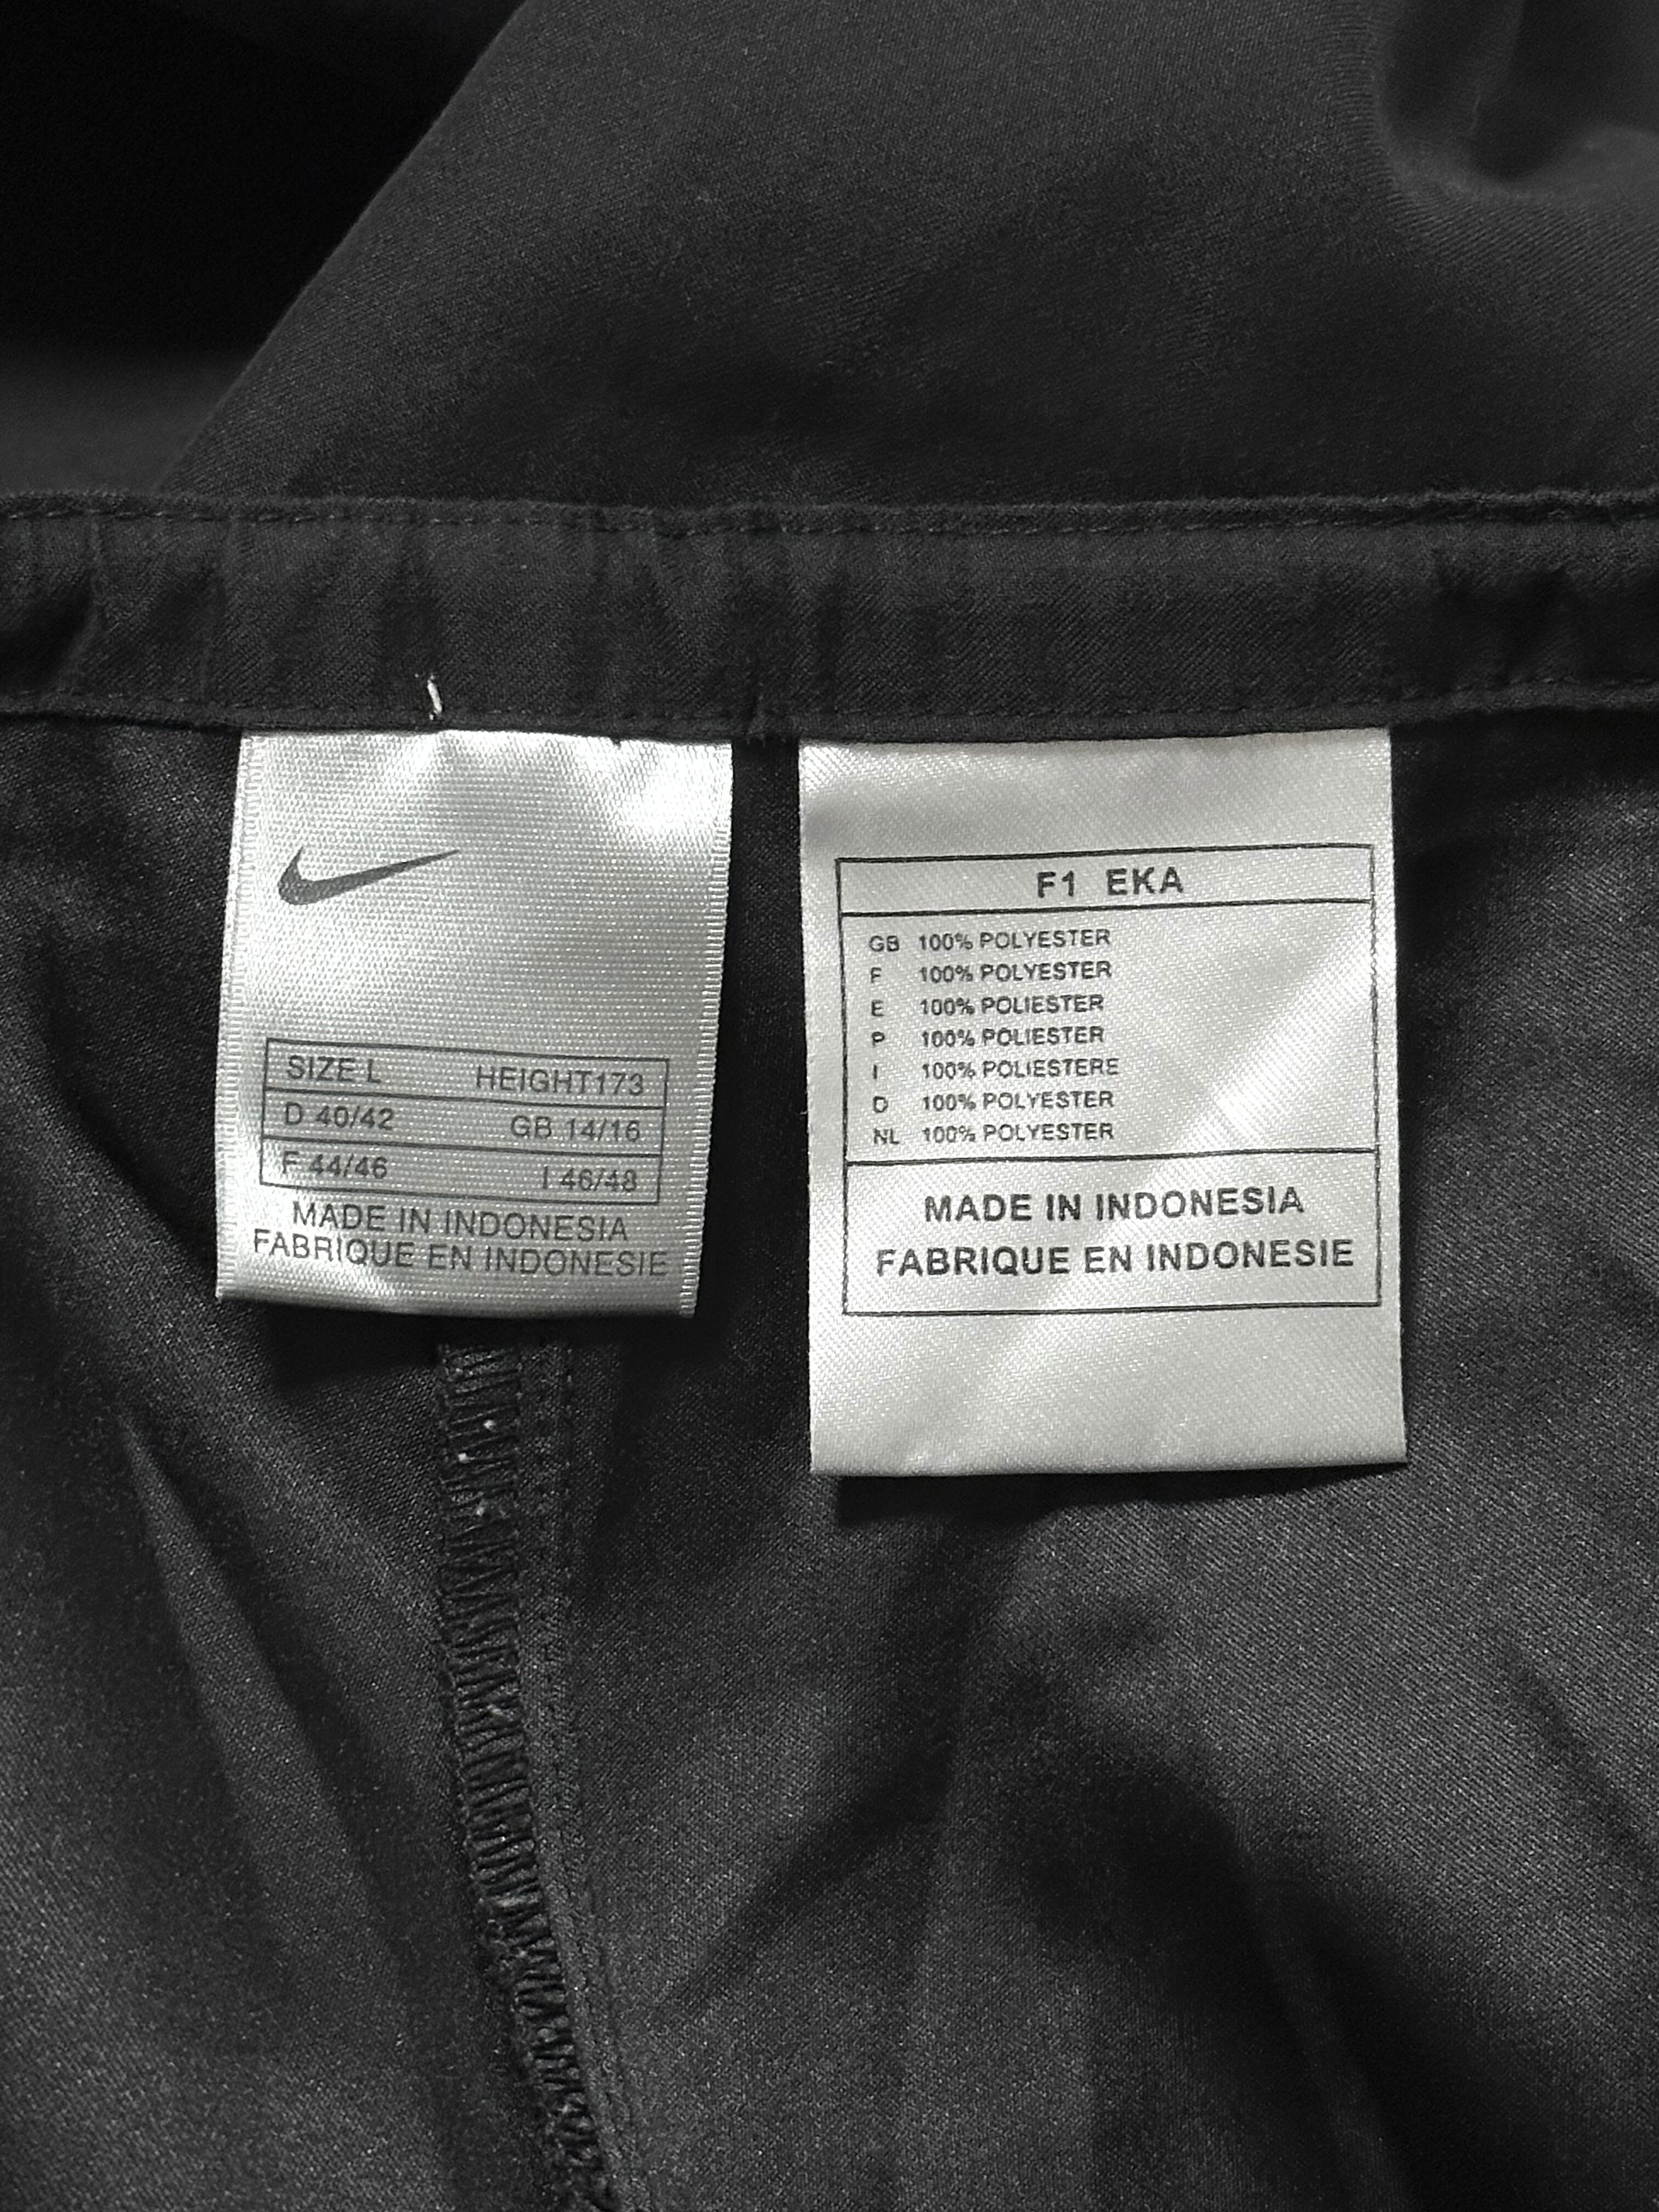 SIZE L HEIGHT173
D 40/42 GB 14/16
F 44/46 I 46/48
MADE IN INDONESIA
FABRIQUE EN INDONESIE
F1 EKA
GB 100% POLYESTER
F 100% POLYESTER
E 100% POLIESTER
P 100% POLIESTER
I 100% POLIESTERE
D 100% POLYESTER
NL 100% POLYESTER
MADE IN INDONESIA
FABRIQUE EN INDONESIE